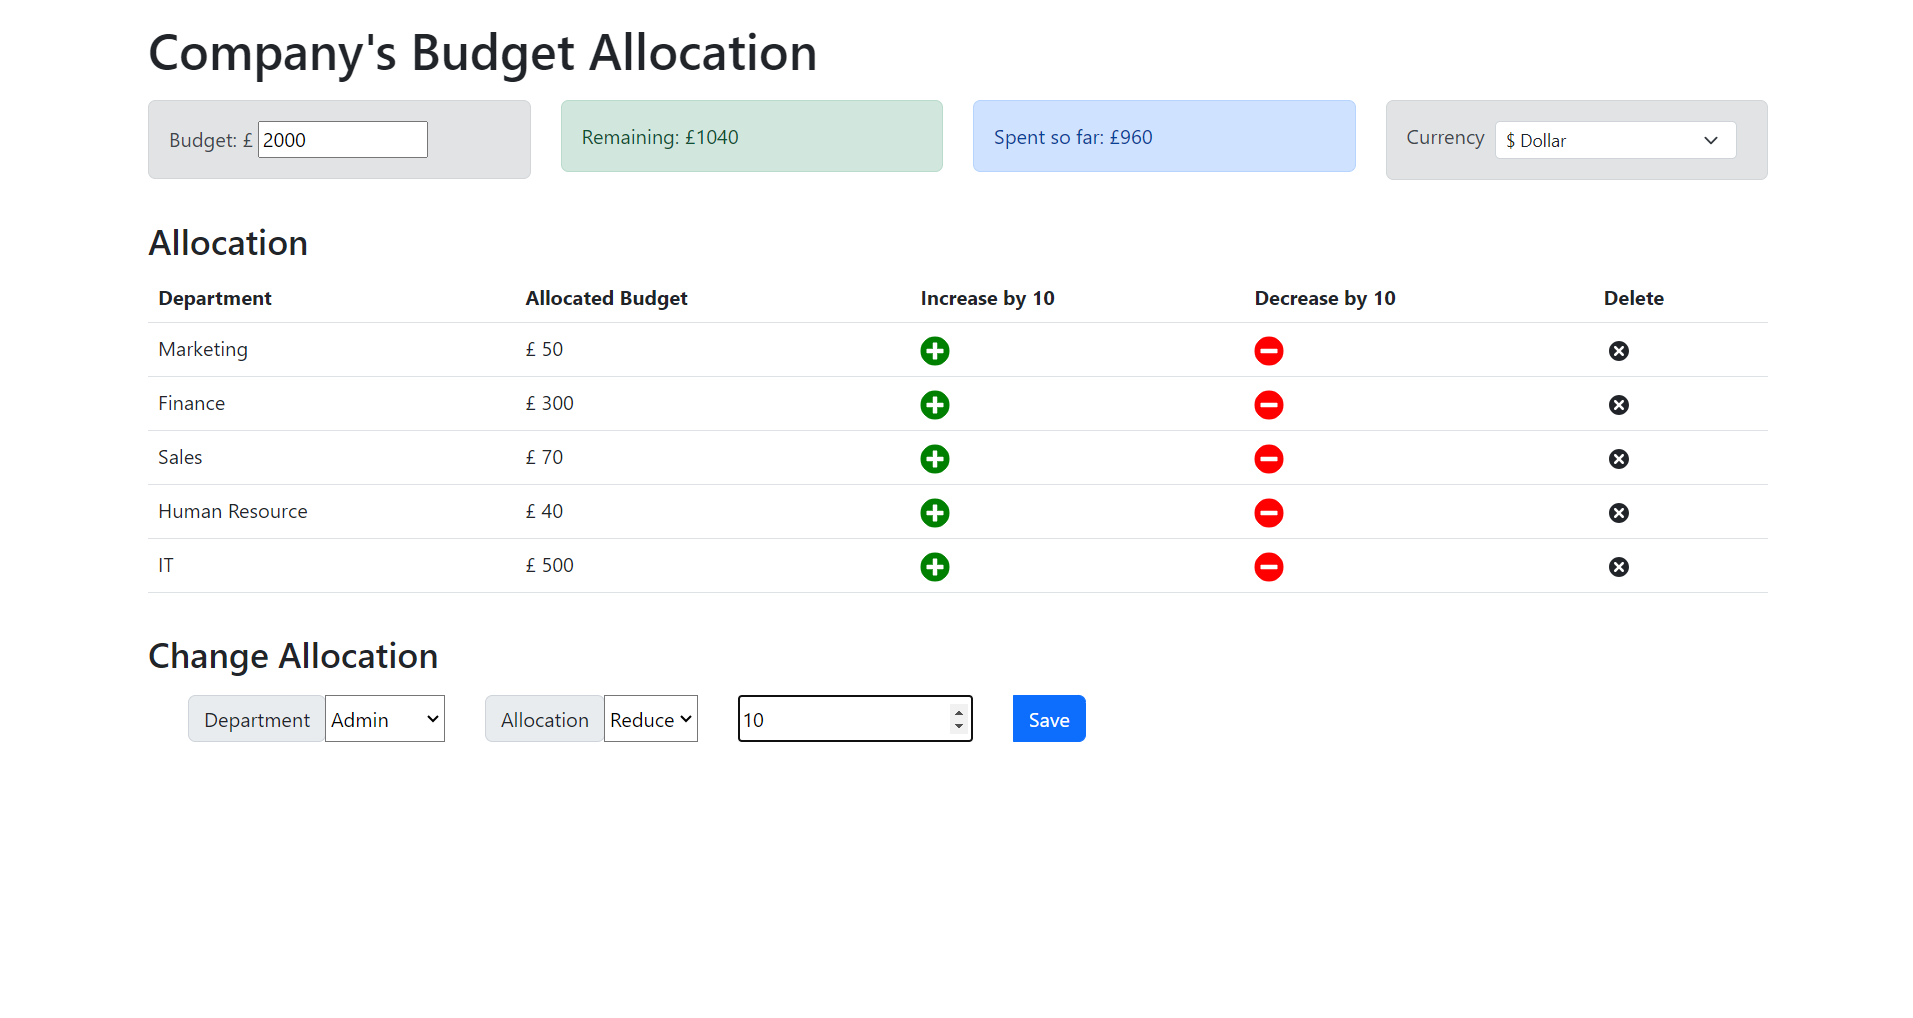 Company's Budget Allocation
Budget: £ 2000
Remaining: £1040
Spent so far: £960
Currency $ Dollar
Allocation
Department Allocated Budget Increase by 10 Decrease by 10 Delete
Marketing £ 50
Finance £ 300
Sales £ 70
Human Resource £ 40
IT £ 500
Change Allocation
Department Admin Allocation Reduce 10 Save